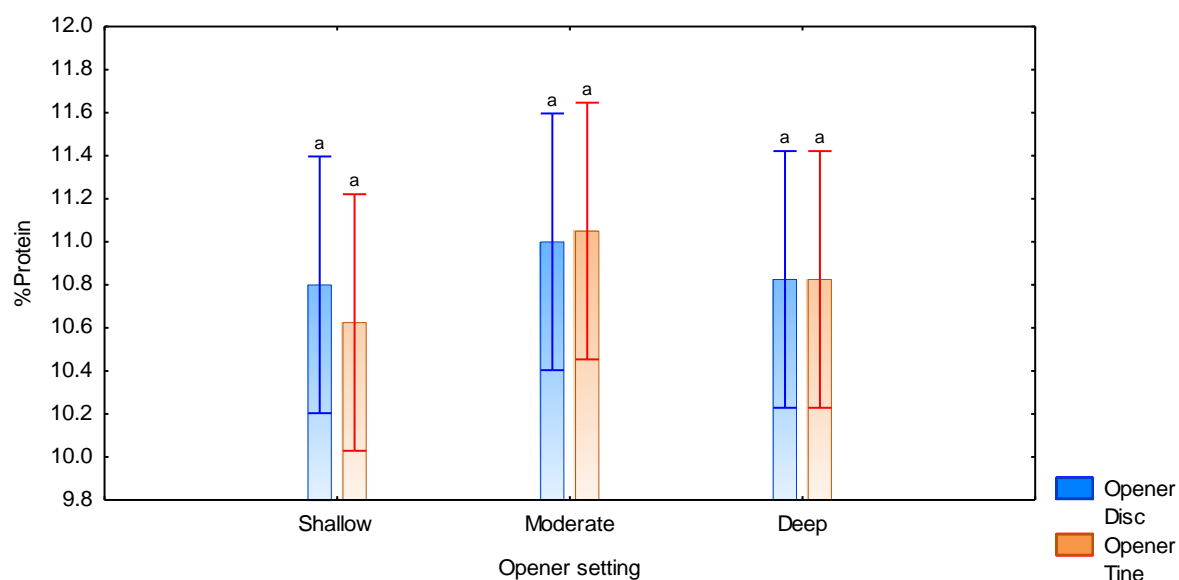 12.0
11.8
11.6
11.4
11.2
11.0
10.8
10.6
10.4
10.2
10.0
9.8
%Protein
a a
a a
a a
Shallow Moderate Deep
Opener setting
Opener
Disc
Opener
Tine